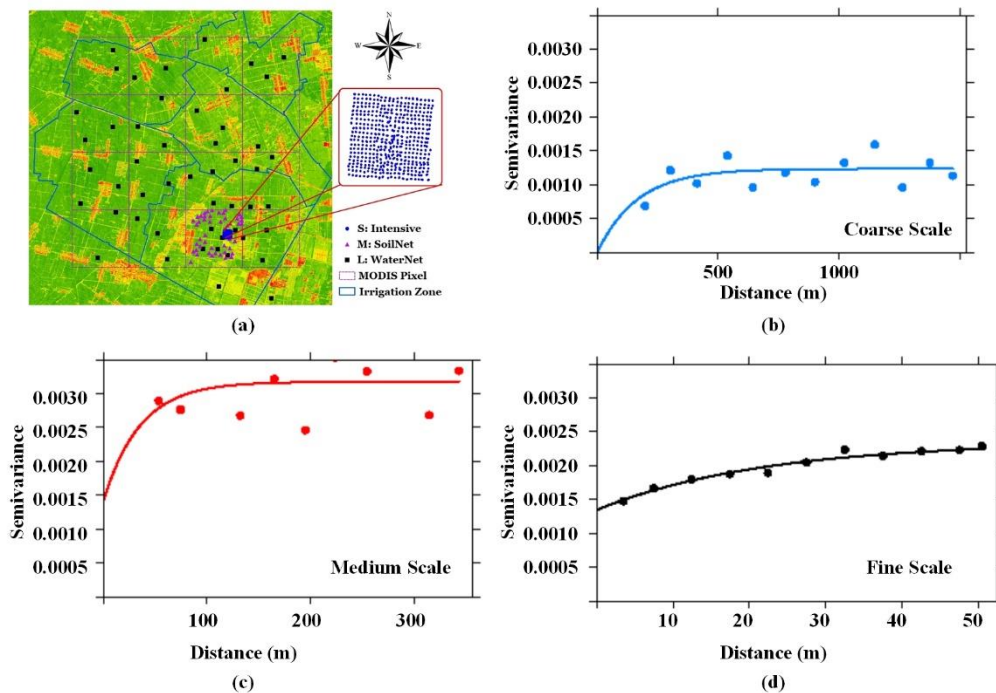 N
W
E
S
S: Intensive
M: SoilNet
L: WaterNet
MODIS Pixel
Irrigation Zone
(a)
0.0030
0.0025
0.0020
0.0015
0.0010
0.0005
Semivariance
Coarse Scale
500
1000
Distance (m)
(b)
0.0030
0.0025
0.0020
0.0015
0.0010
0.0005
Semivariance
Medium Scale
100
200
300
Distance (m)
(c)
0.0030
0.0025
0.0020
0.0015
0.0010
0.0005
Semivariance
Fine Scale
10
20
30
40
50
Distance (m)
(d)